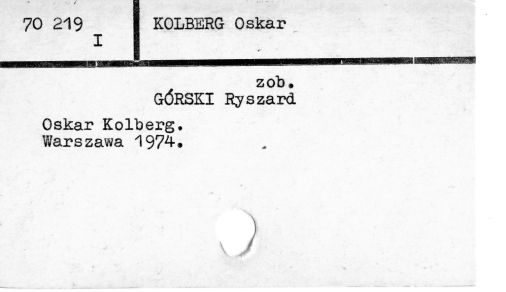 70 219
I
KOLBERG Oskar
zob.
GÓRSKI Ryszard
Oskar Kolberg.
Warszawa 1974.